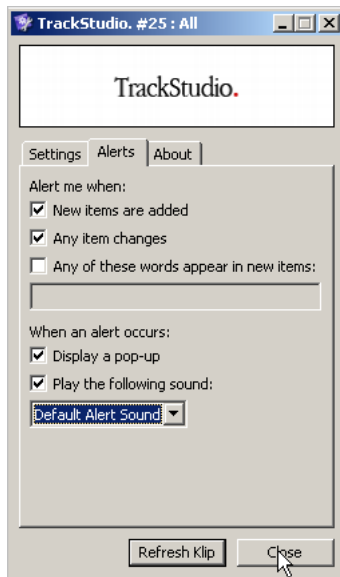 TrackStudio. #25 : All
TrackStudio.
Settings Alerts About
Alert me when:
New items are added
Any item changes
Any of these words appear in new items:
When an alert occurs:
Display a pop-up
Play the following sound:
Default Alert Sound
Refresh Klip Close